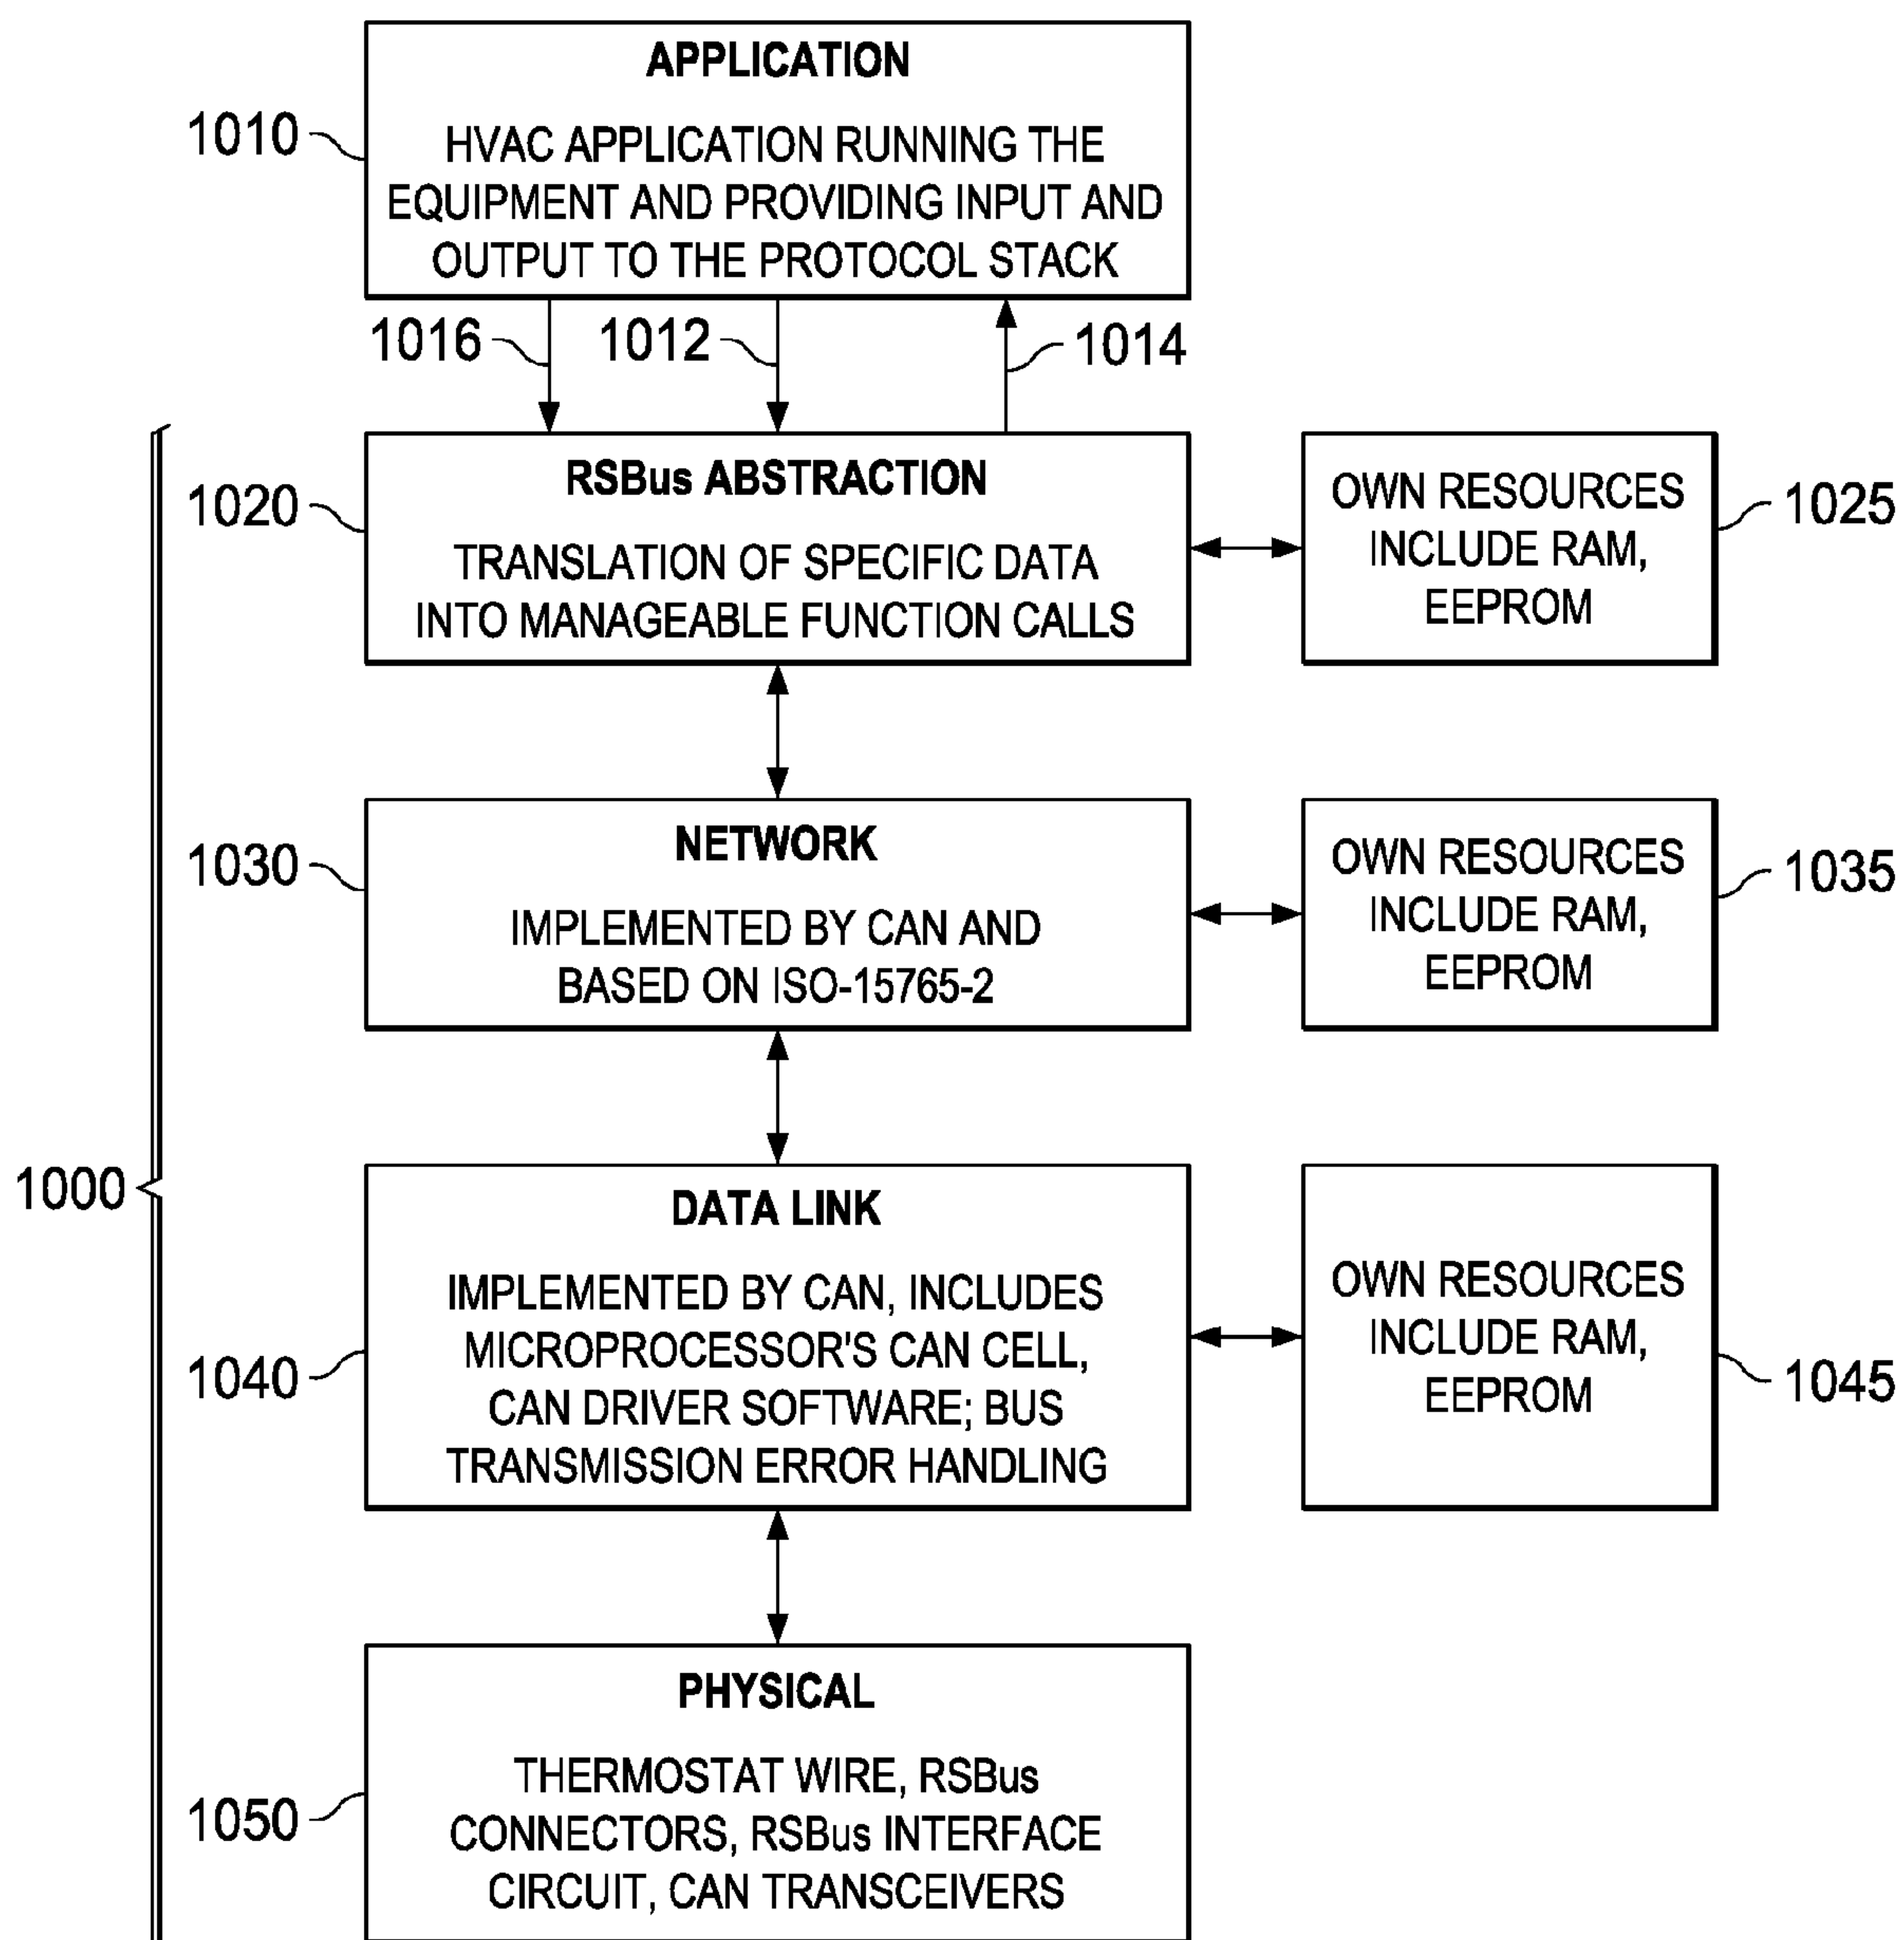 APPLICATION
1010
HVAC APPLICATION RUNNING THE
EQUIPMENT AND PROVIDING INPUT AND
OUTPUT TO THE PROTOCOL STACK
1016
1012
1014
RSBus ABSTRACTION
1020
TRANSLATION OF SPECIFIC DATA
INTO MANAGEABLE FUNCTION CALLS
OWN RESOURCES
INCLUDE RAM,
EEPROM
1025
NETWORK
1030
IMPLEMENTED BY CAN AND
BASED ON ISO-15765-2
OWN RESOURCES
INCLUDE RAM,
EEPROM
1035
1000
DATA LINK
1040
IMPLEMENTED BY CAN, INCLUDES
MICROPROCESSOR'S CAN CELL,
CAN DRIVER SOFTWARE; BUS
TRANSMISSION ERROR HANDLING
OWN RESOURCES
INCLUDE RAM,
EEPROM
1045
PHYSICAL
1050
THERMOSTAT WIRE, RSBus
CONNECTORS, RSBus INTERFACE
CIRCUIT, CAN TRANSCEIVERS